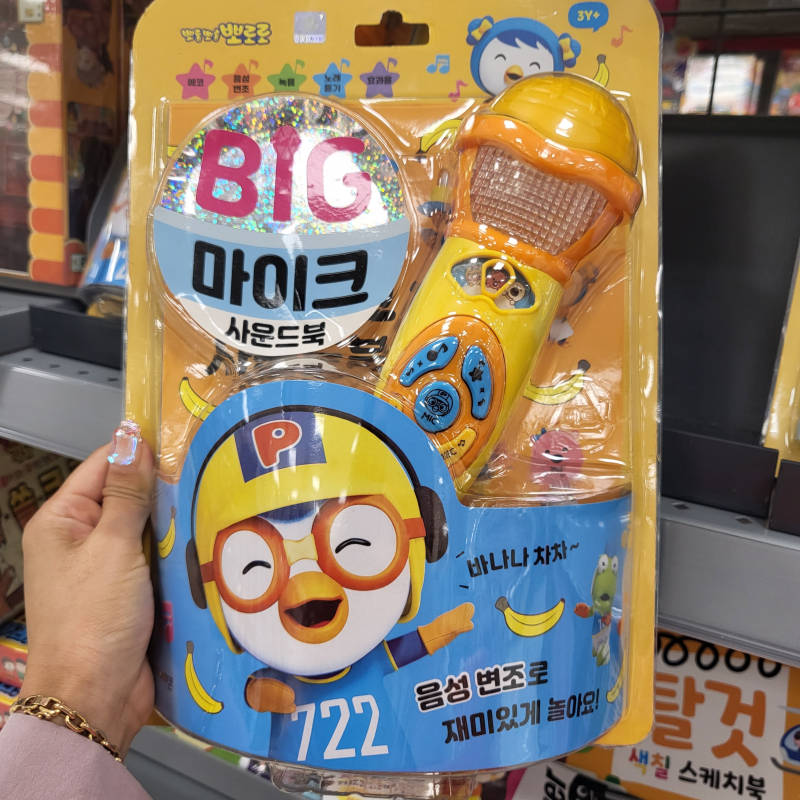 뽀롱뽀롱 뽀로로
3Y+
에코
음성
변조
녹음
노래
듣기
효과음
BIG
마이크
사운드북
MIC
P
바나나 차차~
722
음성 변조로
재미있게 놀아요!
탈것
색칠 스케치북